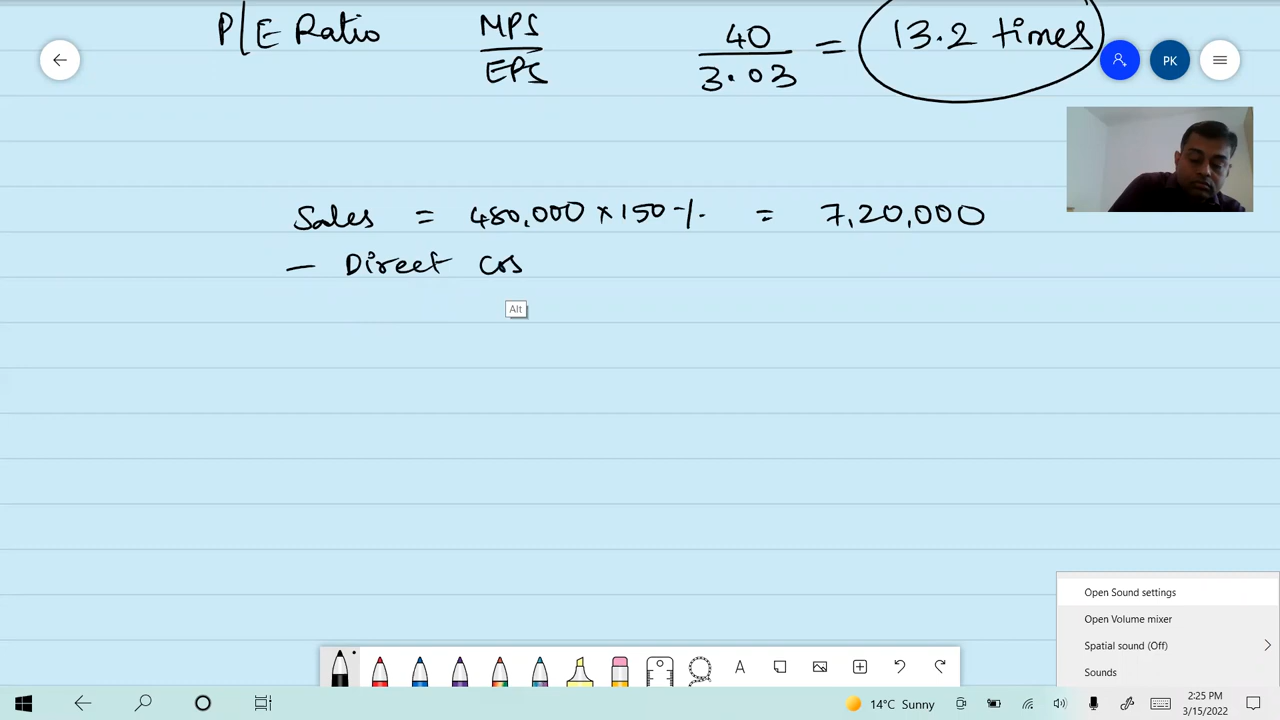 P/E Ratio MPS/EPS 40/3.03 = 13.2 times
PK
Sales = 480,000 × 150% = 7,20,000
— Direct Cos
Alt
Open Sound settings
Open Volume mixer
Spatial sound (Off)
Sounds
A
14°C Sunny
2:25 PM
3/15/2022